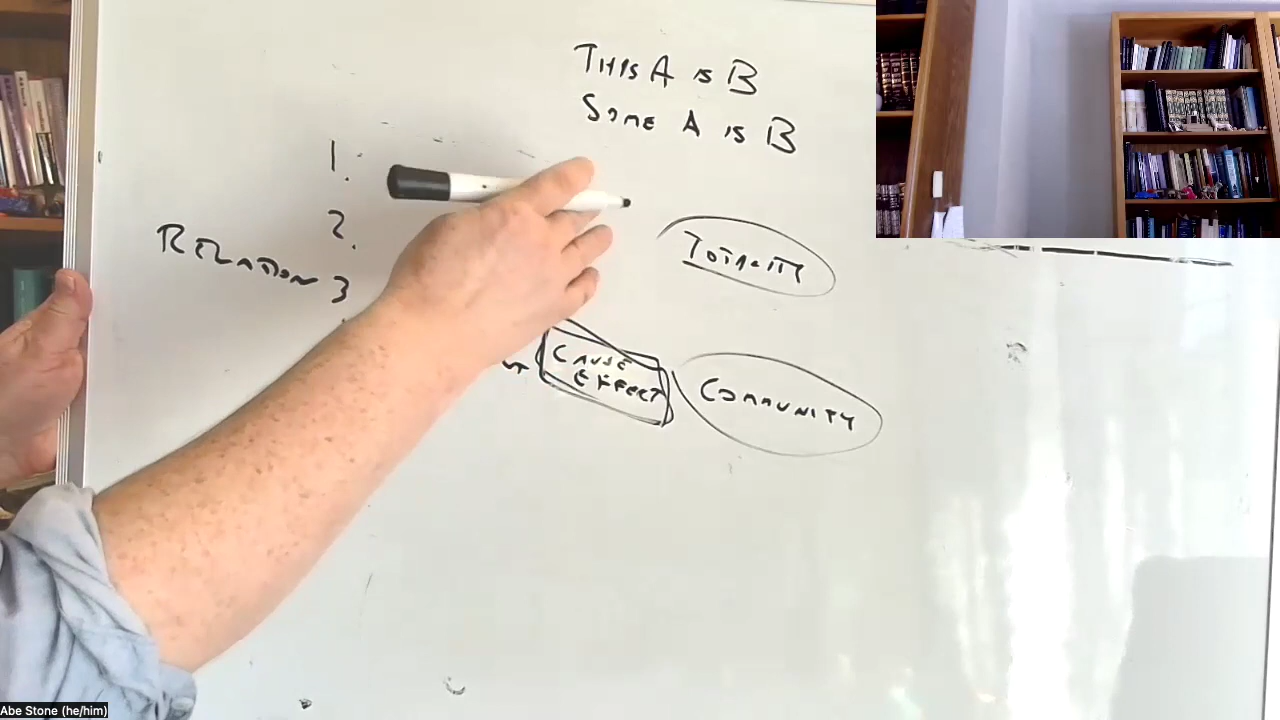 THIS A IS B
SOME A IS B
1.
2.
TOTALITY
RELATION 3
CAUSE
EFFECT
COMMUNITY
Abe Stone (he/him)